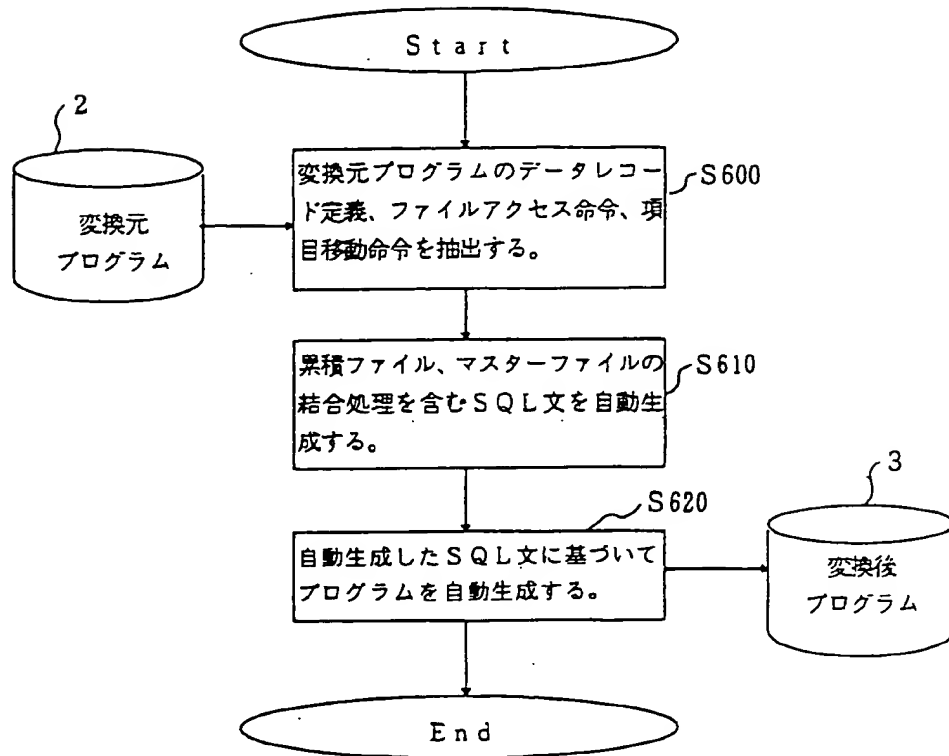 Start
2
変換元
プログラム
変換元プログラムのデータレコー
ド定義、ファイルアクセス命令、項
目移動命令を抽出する。
S600
累積ファイル、マスターファイルの
結合処理を含むSQL文を自動生
成する。
S610
S620
自動生成したSQL文に基づいて
プログラムを自動生成する。
3
変換後
プログラム
End